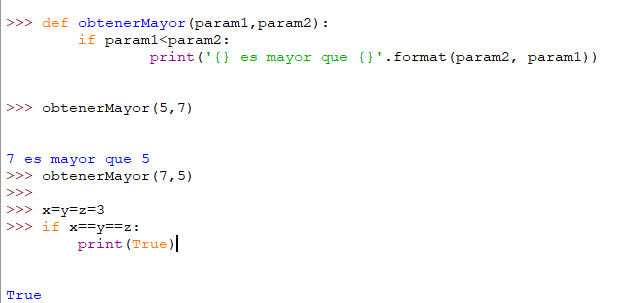 >>> def obtenerMayor(param1,param2):
        if param1<param2:
                print('{} es mayor que {}'.format(param2, param1))
>>> obtenerMayor(5,7)
7 es mayor que 5
>>> obtenerMayor(7,5)
>>>
>>> x=y=z=3
>>> if x==y==z:
        print(True)
True